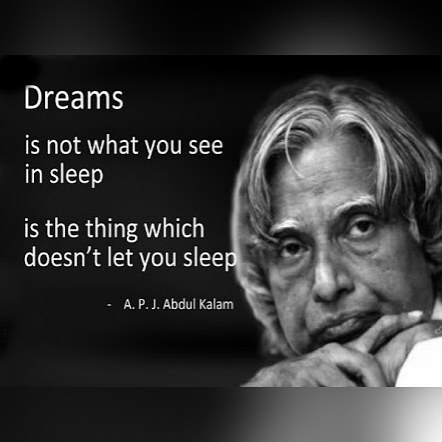 Dreams
is not what you see
in sleep
is the thing which
doesn’t let you sleep
- A. P. J. Abdul Kalam